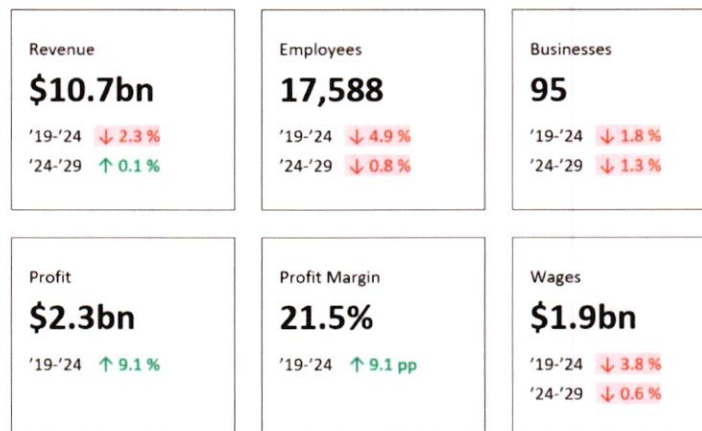 Revenue
$10.7bn
'19-'24 ↓ 2.3 %
'24-'29 ↑ 0.1 %
Employees
17,588
'19-'24 ↓ 4.9 %
'24-'29 ↓ 0.8 %
Businesses
95
'19-'24 ↓ 1.8 %
'24-'29 ↓ 1.3 %
Profit
$2.3bn
'19-'24 ↑ 9.1 %
Profit Margin
21.5%
'19-'24 ↑ 9.1 pp
Wages
$1.9bn
'19-'24 ↓ 3.8 %
'24-'29 ↓ 0.6 %